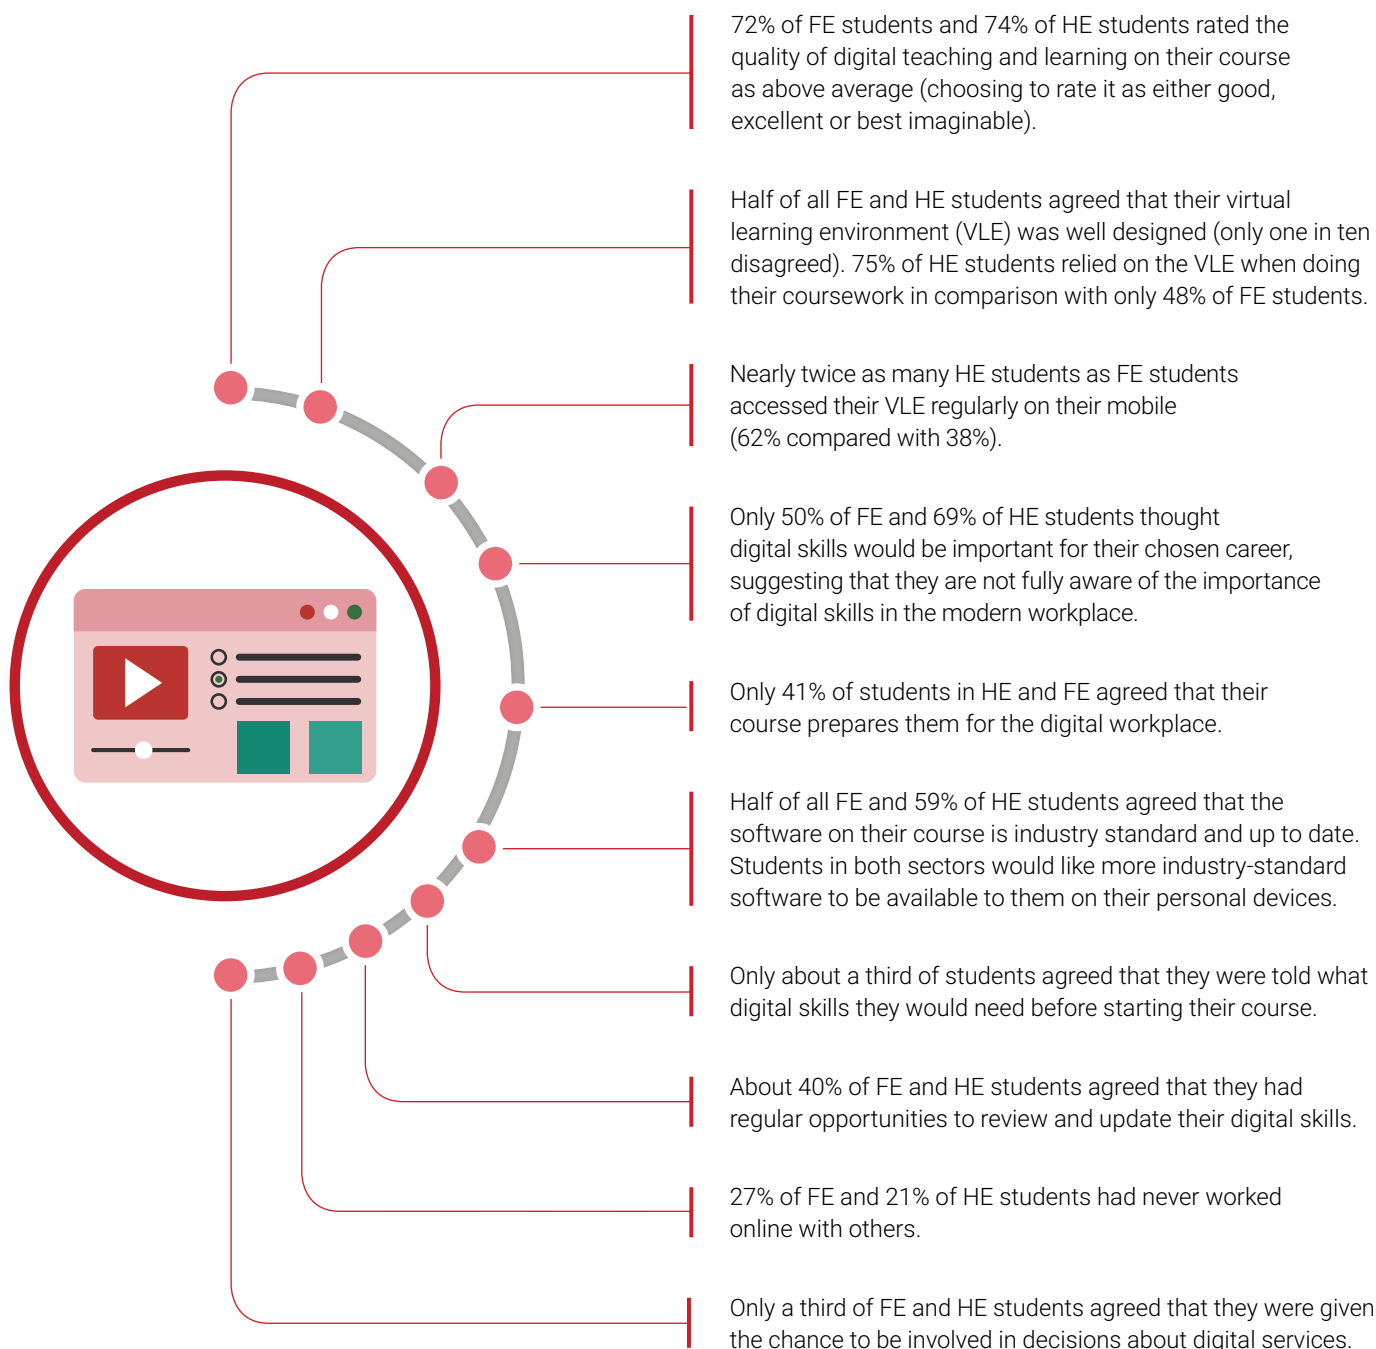 72% of FE students and 74% of HE students rated the
quality of digital teaching and learning on their course
as above average (choosing to rate it as either good,
excellent or best imaginable).
Half of all FE and HE students agreed that their virtual
learning environment (VLE) was well designed (only one in ten
disagreed). 75% of HE students relied on the VLE when doing
their coursework in comparison with only 48% of FE students.
Nearly twice as many HE students as FE students
accessed their VLE regularly on their mobile
(62% compared with 38%).
Only 50% of FE and 69% of HE students thought
digital skills would be important for their chosen career,
suggesting that they are not fully aware of the importance
of digital skills in the modern workplace.
Only 41% of students in HE and FE agreed that their
course prepares them for the digital workplace.
Half of all FE and 59% of HE students agreed that the
software on their course is industry standard and up to date.
Students in both sectors would like more industry-standard
software to be available to them on their personal devices.
Only about a third of students agreed that they were told what
digital skills they would need before starting their course.
About 40% of FE and HE students agreed that they had
regular opportunities to review and update their digital skills.
27% of FE and 21% of HE students had never worked
online with others.
Only a third of FE and HE students agreed that they were given
the chance to be involved in decisions about digital services.